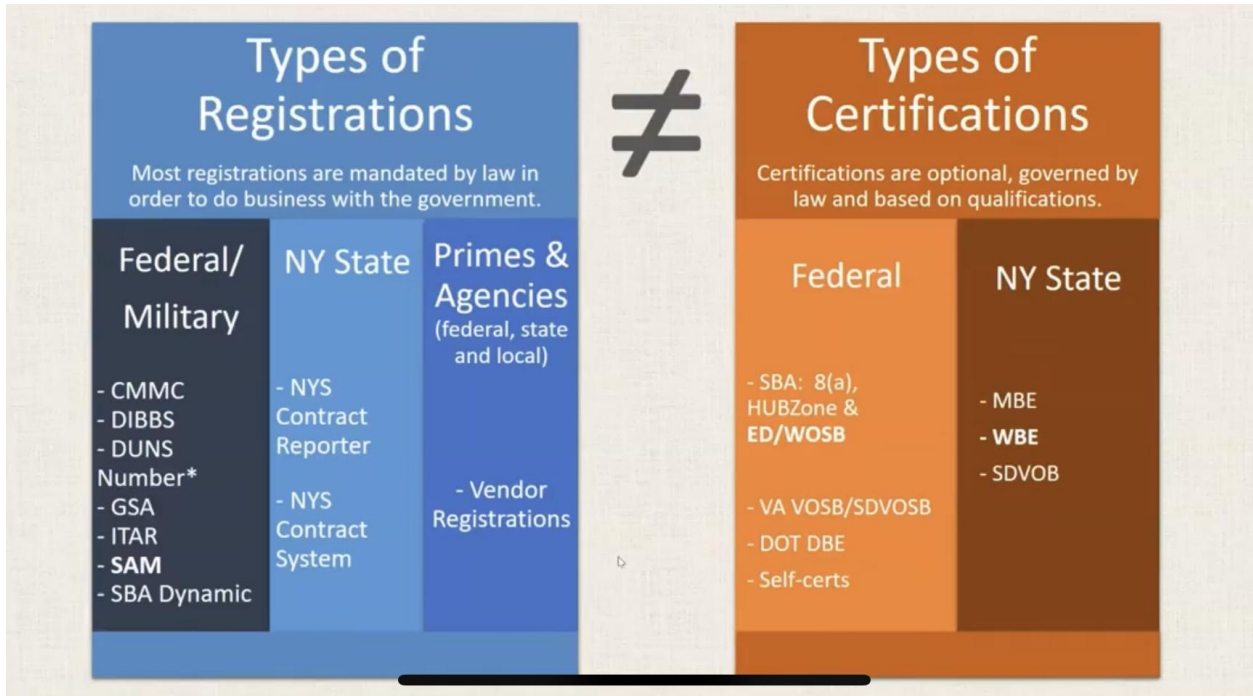 Types of
Registrations
Most registrations are mandated by law in
order to do business with the government.
Federal/
Military
- CMMC
- DIBBS
- DUNS
Number*
- GSA
- ITAR
- SAM
- SBA Dynamic
NY State
- NYS
Contract
Reporter
- NYS
Contract
System
Primes &
Agencies
(federal, state
and local)
- Vendor
Registrations
≠
Types of
Certifications
Certifications are optional, governed by
law and based on qualifications.
Federal
- SBA: 8(a),
HUBZone &
ED/WOSB
- VA VOSB/SDVOSB
- DOT DBE
- Self-certs
NY State
- MBE
- WBE
- SDVOB